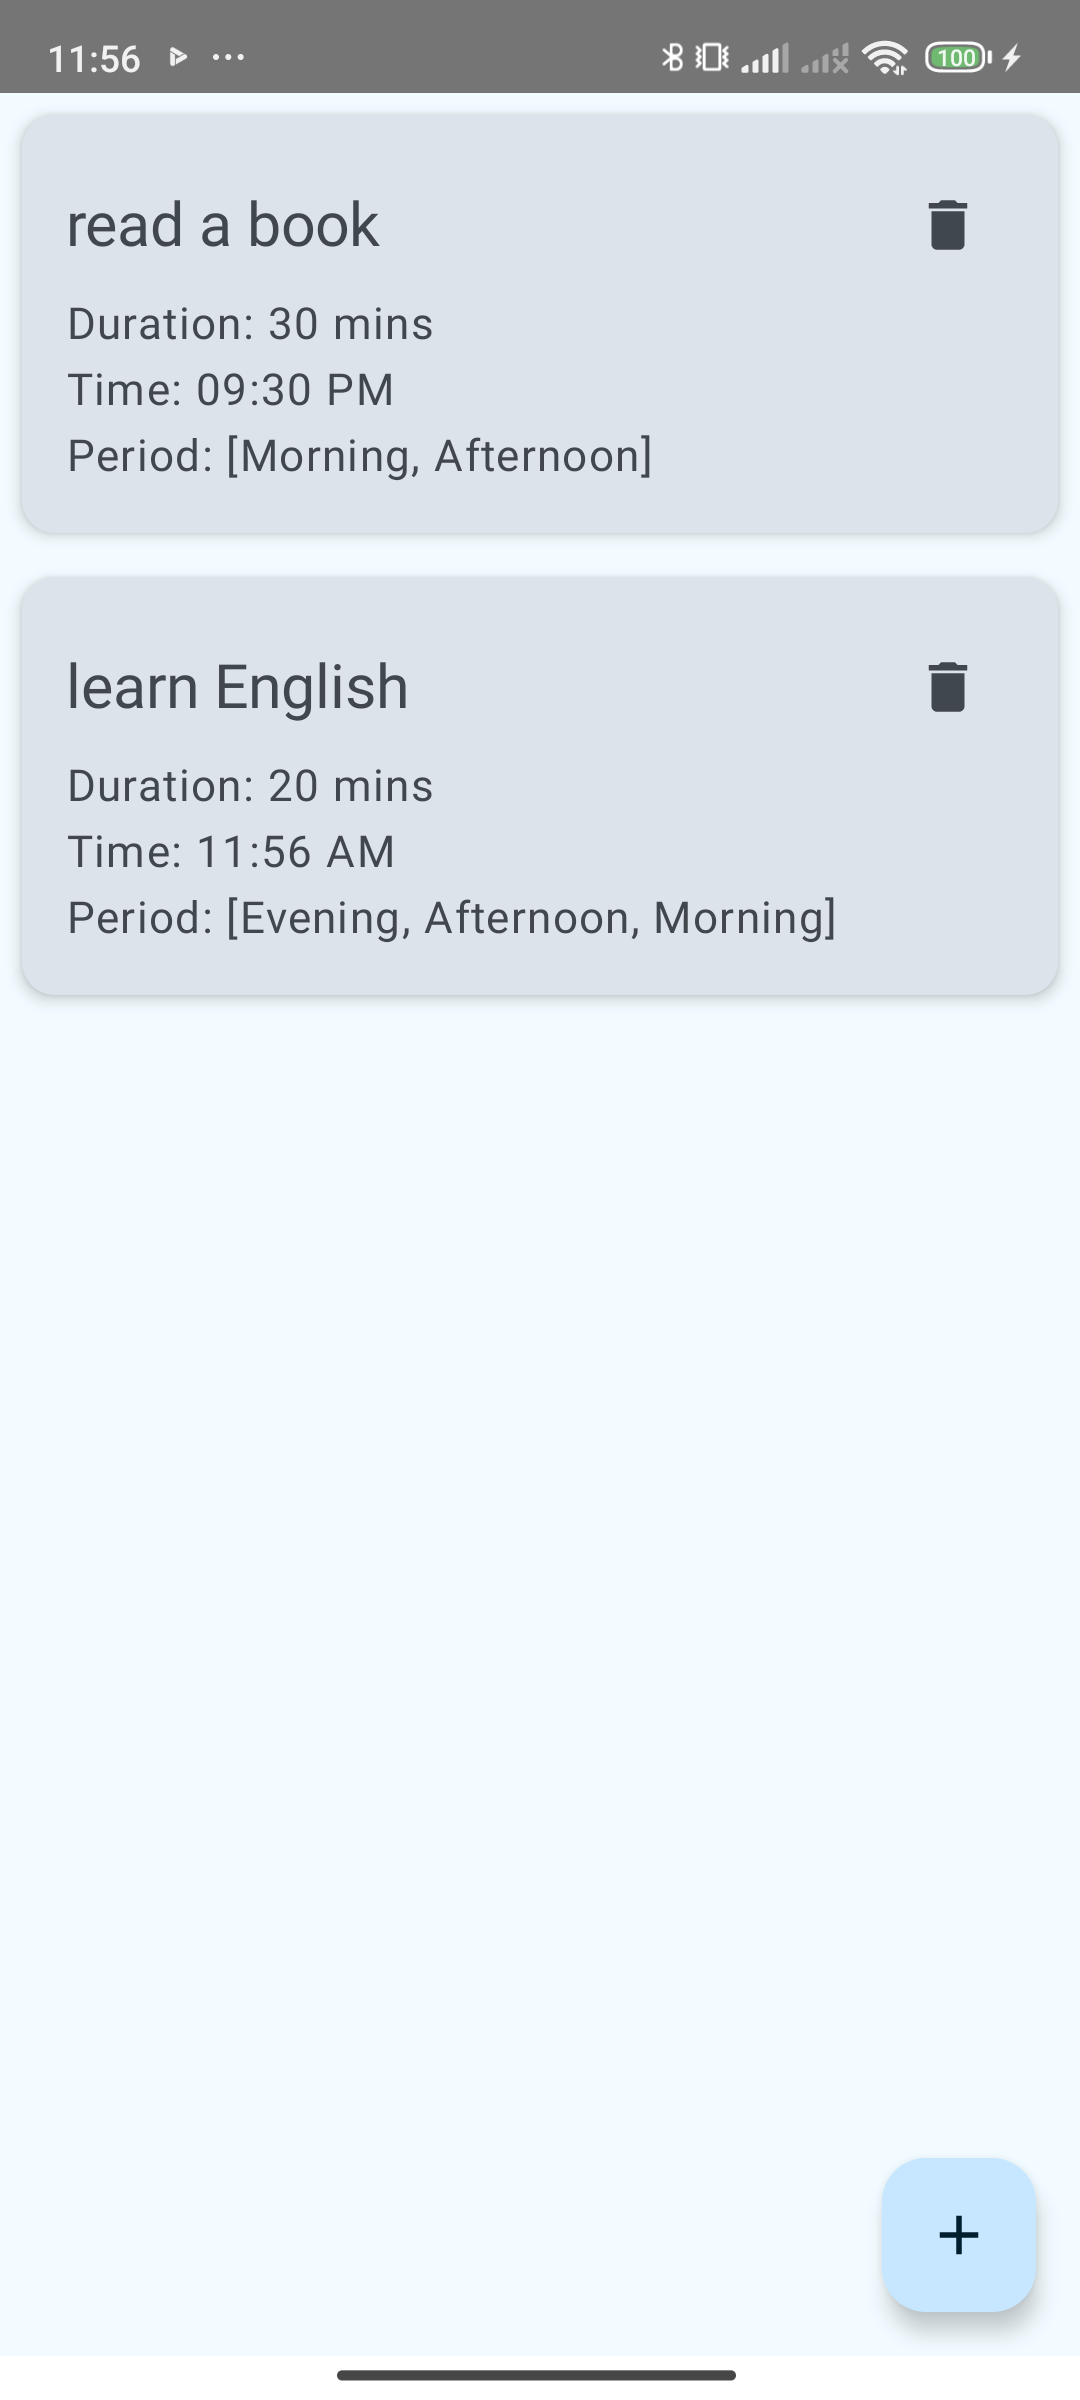 11:56
100
read a book
Duration: 30 mins
Time: 09:30 PM
Period: [Morning, Afternoon]
learn English
Duration: 20 mins
Time: 11:56 AM
Period: [Evening, Afternoon, Morning]